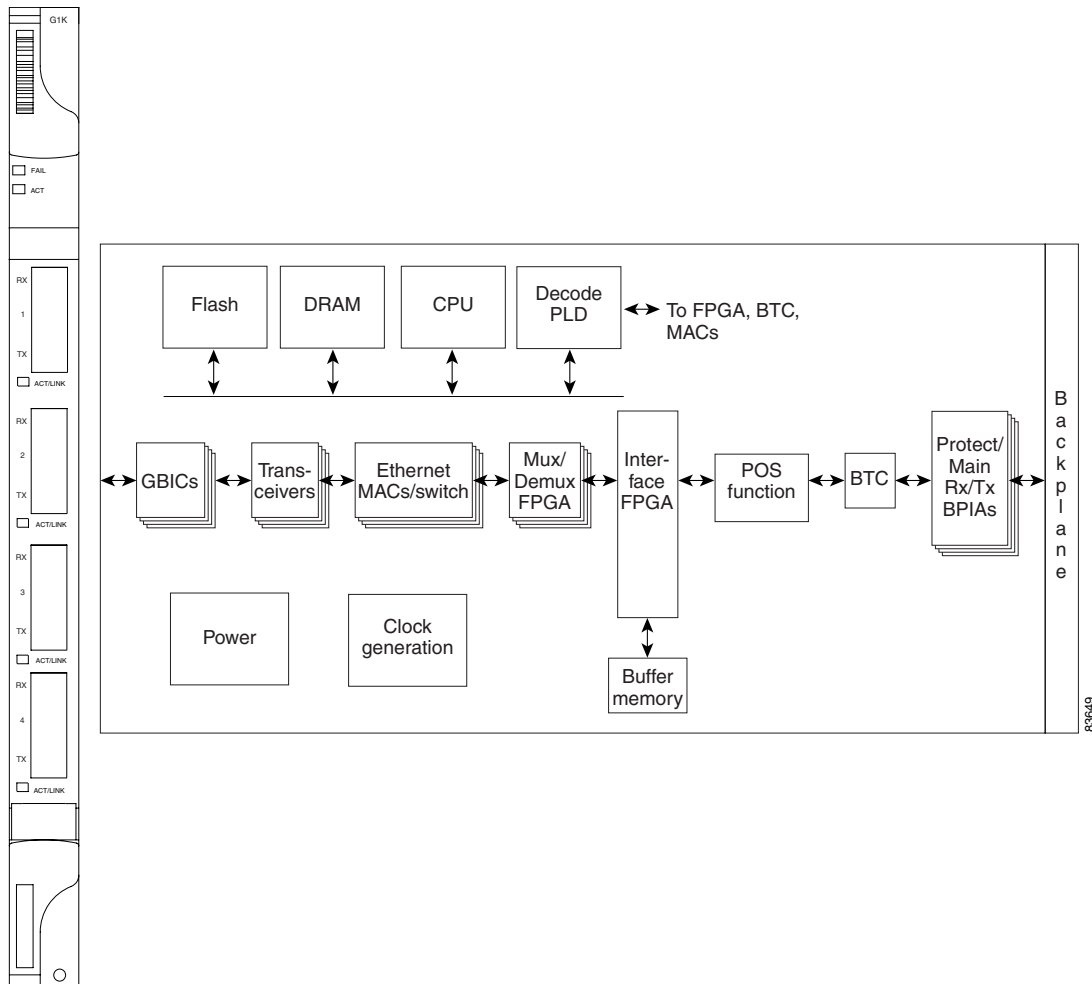 G1K
FAIL
ACT
RX
1
TX
ACT/LINK
RX
2
TX
ACT/LINK
RX
3
TX
ACT/LINK
RX
4
TX
ACT/LINK
Flash
DRAM
CPU
Decode
PLD
To FPGA, BTC,
MACs
GBICs
Trans-
ceivers
Ethernet
MACs/switch
Mux/
Demux
FPGA
Inter-
face
FPGA
POS
function
BTC
Protect/
Main
Rx/Tx
BPIAs
Power
Clock
generation
Buffer
memory
Backplane
83649